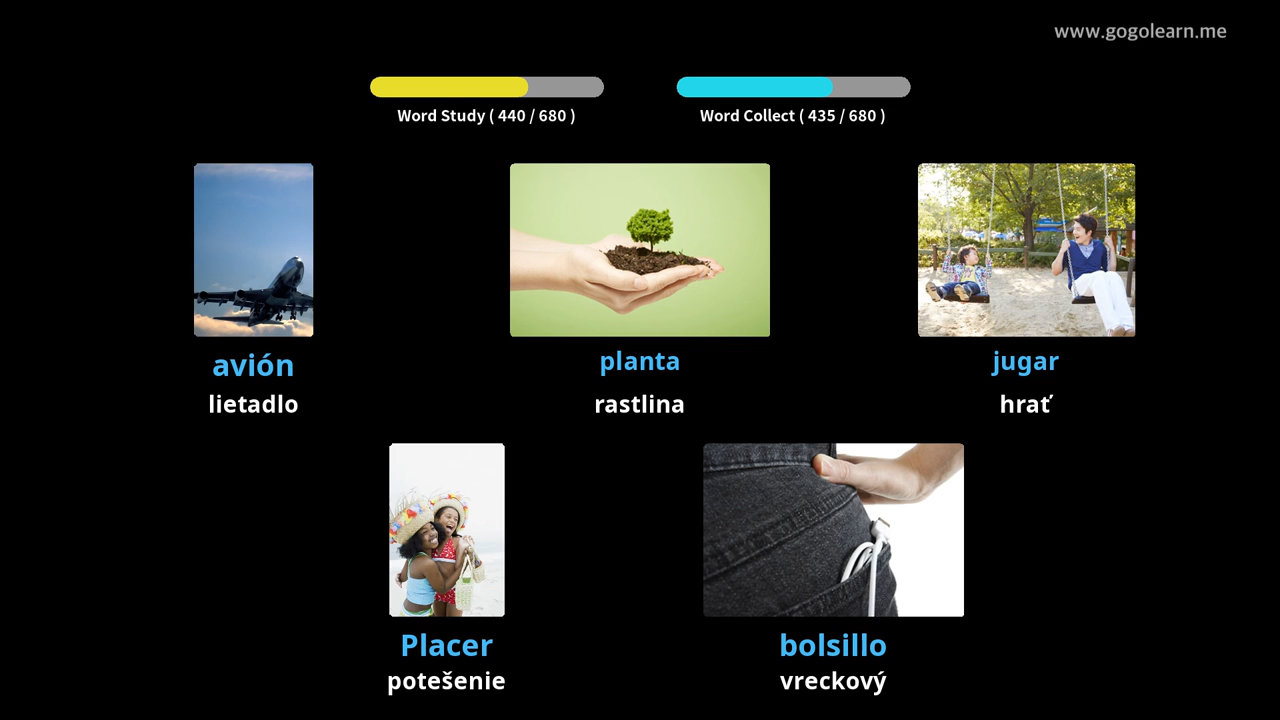 www.gogolearn.me
Word Study ( 440 / 680 )
Word Collect ( 435 / 680 )
avión
planta
jugar
lietadlo
rastlina
hrať
Placer
bolsillo
potešenie
vreckový